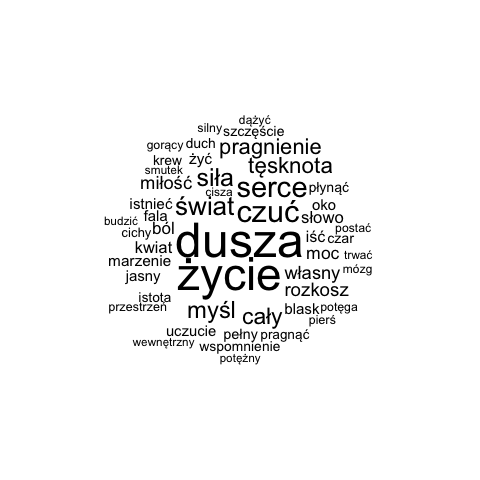 dążyć
silny szczęście
gorący duch pragnienie
krew żyć tęsknota
smutek
miłość siła serce płynąć
cisza
istnieć świat czuć oko
fala słowo
budzić
cichy ból postać
dusza iść czar
kwiat moc trwać
marzenie
jasny życie własny mózg
rozkosz
istota
przestrzeń myśl cały blask potęga
pierś
uczucie pełny pragnąć
wewnętrzny wspomnienie
potężny